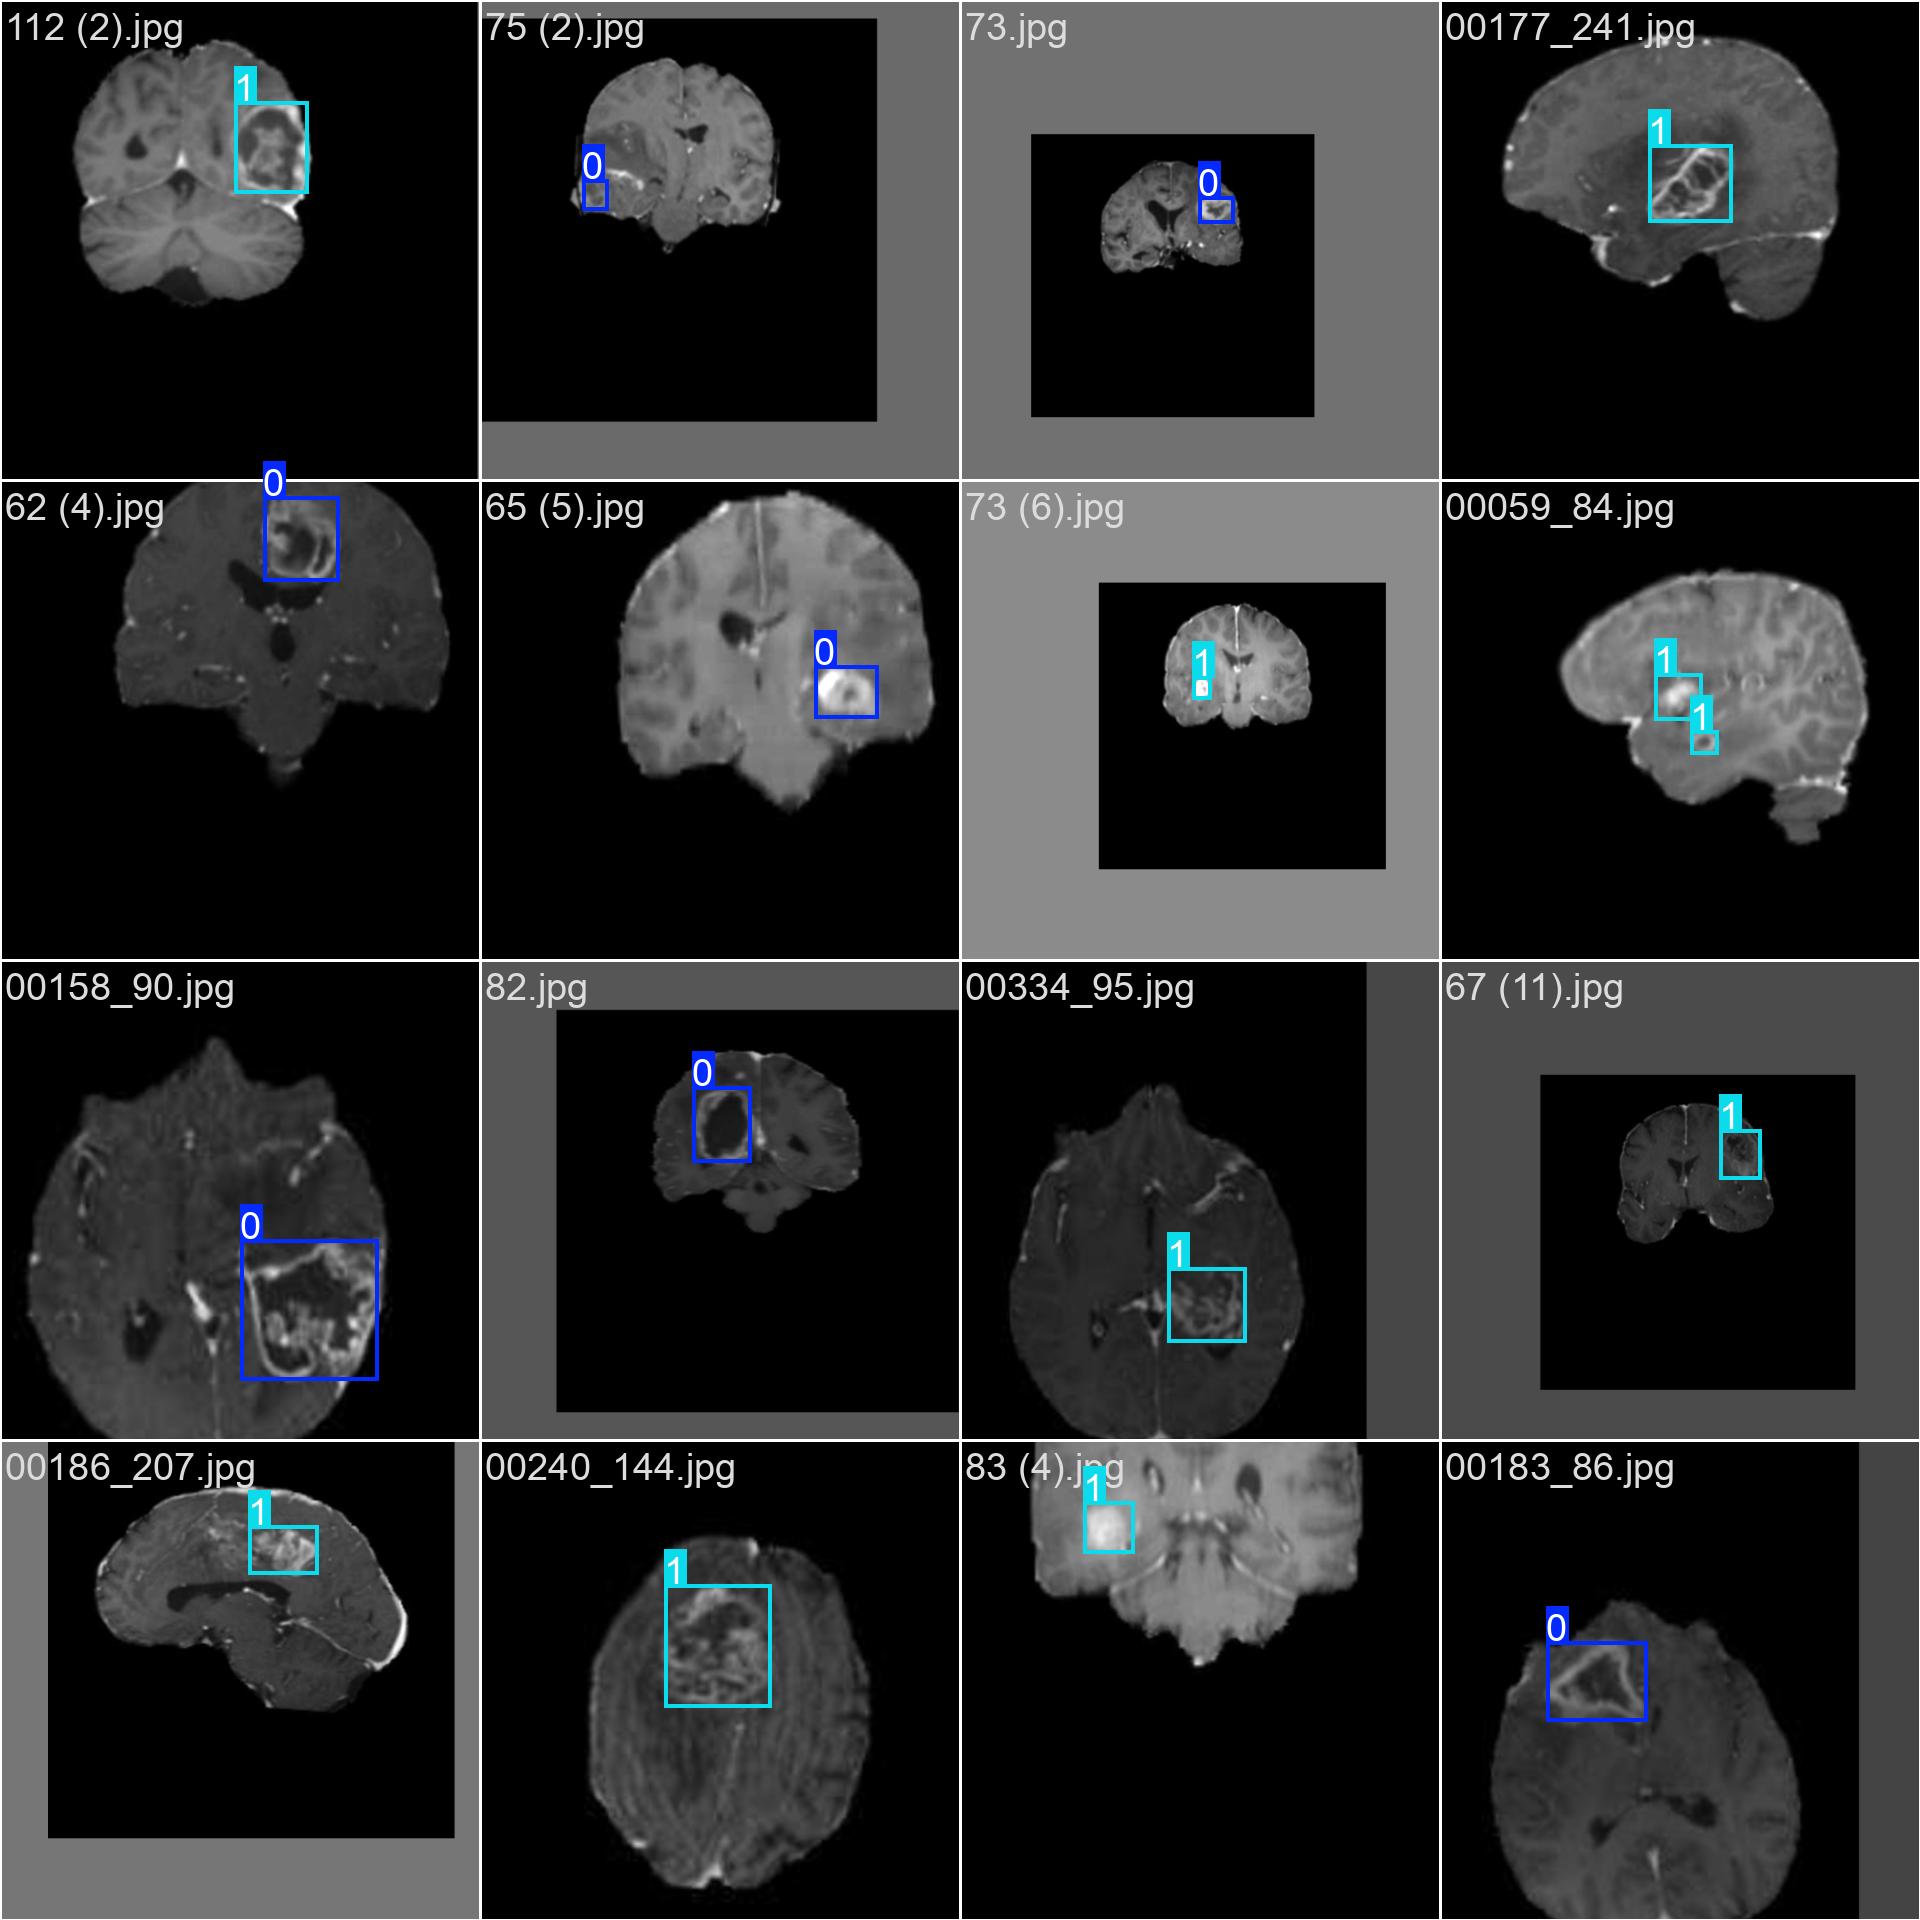 112 (2).jpg
75 (2).jpg
73.jpg
00177_241.jpg
1
0
0
1
62 (4).jpg
65 (5).jpg
73 (6).jpg
00059_84.jpg
0
0
1
1
1
00158_90.jpg
82.jpg
00334_95.jpg
67 (11).jpg
0
0
1
1
00186_207.jpg
00240_144.jpg
83 (4).jpg
00183_86.jpg
1
1
1
0